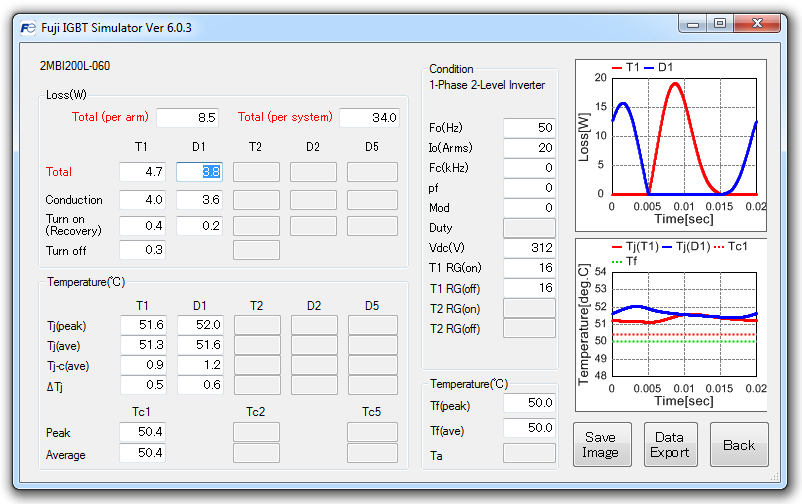 Fuji IGBT Simulator Ver 6.0.3
2MBI200L-060
Loss(W)
Total (per arm) 8.5 Total (per system) 34.0
T1 D1 T2 D2 D5
Total 4.7 3.8
Conduction 4.0 3.6
Turn on
(Recovery) 0.4 0.2
Turn off 0.3
Temperature(℃)
T1 D1 T2 D2 D5
Tj(peak) 51.6 52.0
Tj(ave) 51.3 51.6
Tj-c(ave) 0.9 1.2
ΔTj 0.5 0.6
Tc1 Tc2 Tc5
Peak 50.4
Average 50.4
Condition
1-Phase 2-Level Inverter
Fo(Hz) 50
Io(Arms) 20
Fc(kHz) 0
pf 0
Mod 0
Duty
Vdc(V) 312
T1 RG(on) 16
T1 RG(off) 16
T2 RG(on)
T2 RG(off)
Temperature(℃)
Tf(peak) 50.0
Tf(ave) 50.0
Ta
T1 D1
Loss[W]
20
15
10
5
0
0 0.005 0.01 0.015 0.02
Time[sec]
Tj(T1) Tj(D1) Tc1
Tf
Temperature[deg.C]
54
53
52
51
50
49
48
0 0.005 0.01 0.015 0.02
Time[sec]
Save
Image
Data
Export
Back